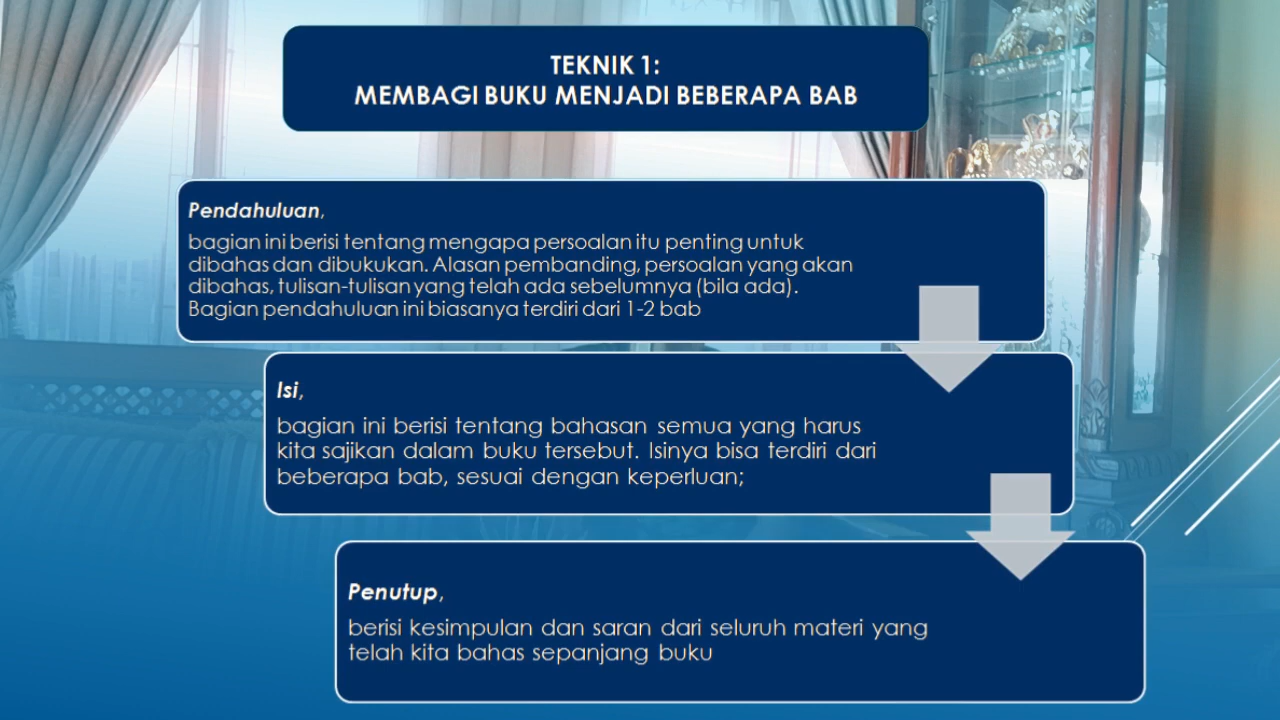 TEKNIK 1:
MEMBAGI BUKU MENJADI BEBERAPA BAB
Pendahuluan,
bagian ini berisi tentang mengapa persoalan itu penting untuk
dibahas dan dibukukan. Alasan pembanding, persoalan yang akan
dibahas, tulisan-tulisan yang telah ada sebelumnya (bila ada).
Bagian pendahuluan ini biasanya terdiri dari 1-2 bab
Isi,
bagian ini berisi tentang bahasan semua yang harus
kita sajikan dalam buku tersebut. Isinya bisa terdiri dari
beberapa bab, sesuai dengan keperluan;
Penutup,
berisi kesimpulan dan saran dari seluruh materi yang
telah kita bahas sepanjang buku